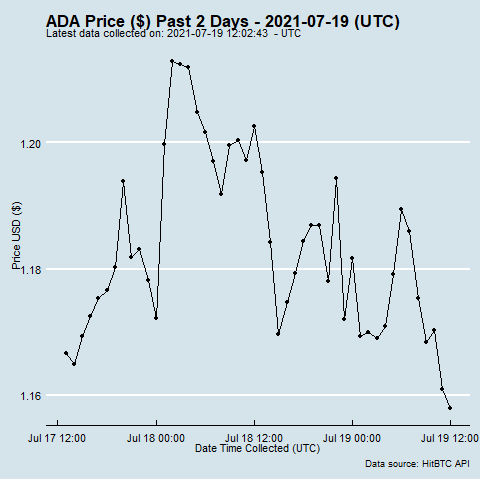 ADA Price ($) Past 2 Days - 2021-07-19 (UTC)
Latest data collected on: 2021-07-19 12:02:43 - UTC
1.20
1.18
1.16
Price USD ($)
Jul 17 12:00 Jul 18 00:00 Jul 18 12:00 Jul 19 00:00 Jul 19 12:00
Date Time Collected (UTC)
Data source: HitBTC API